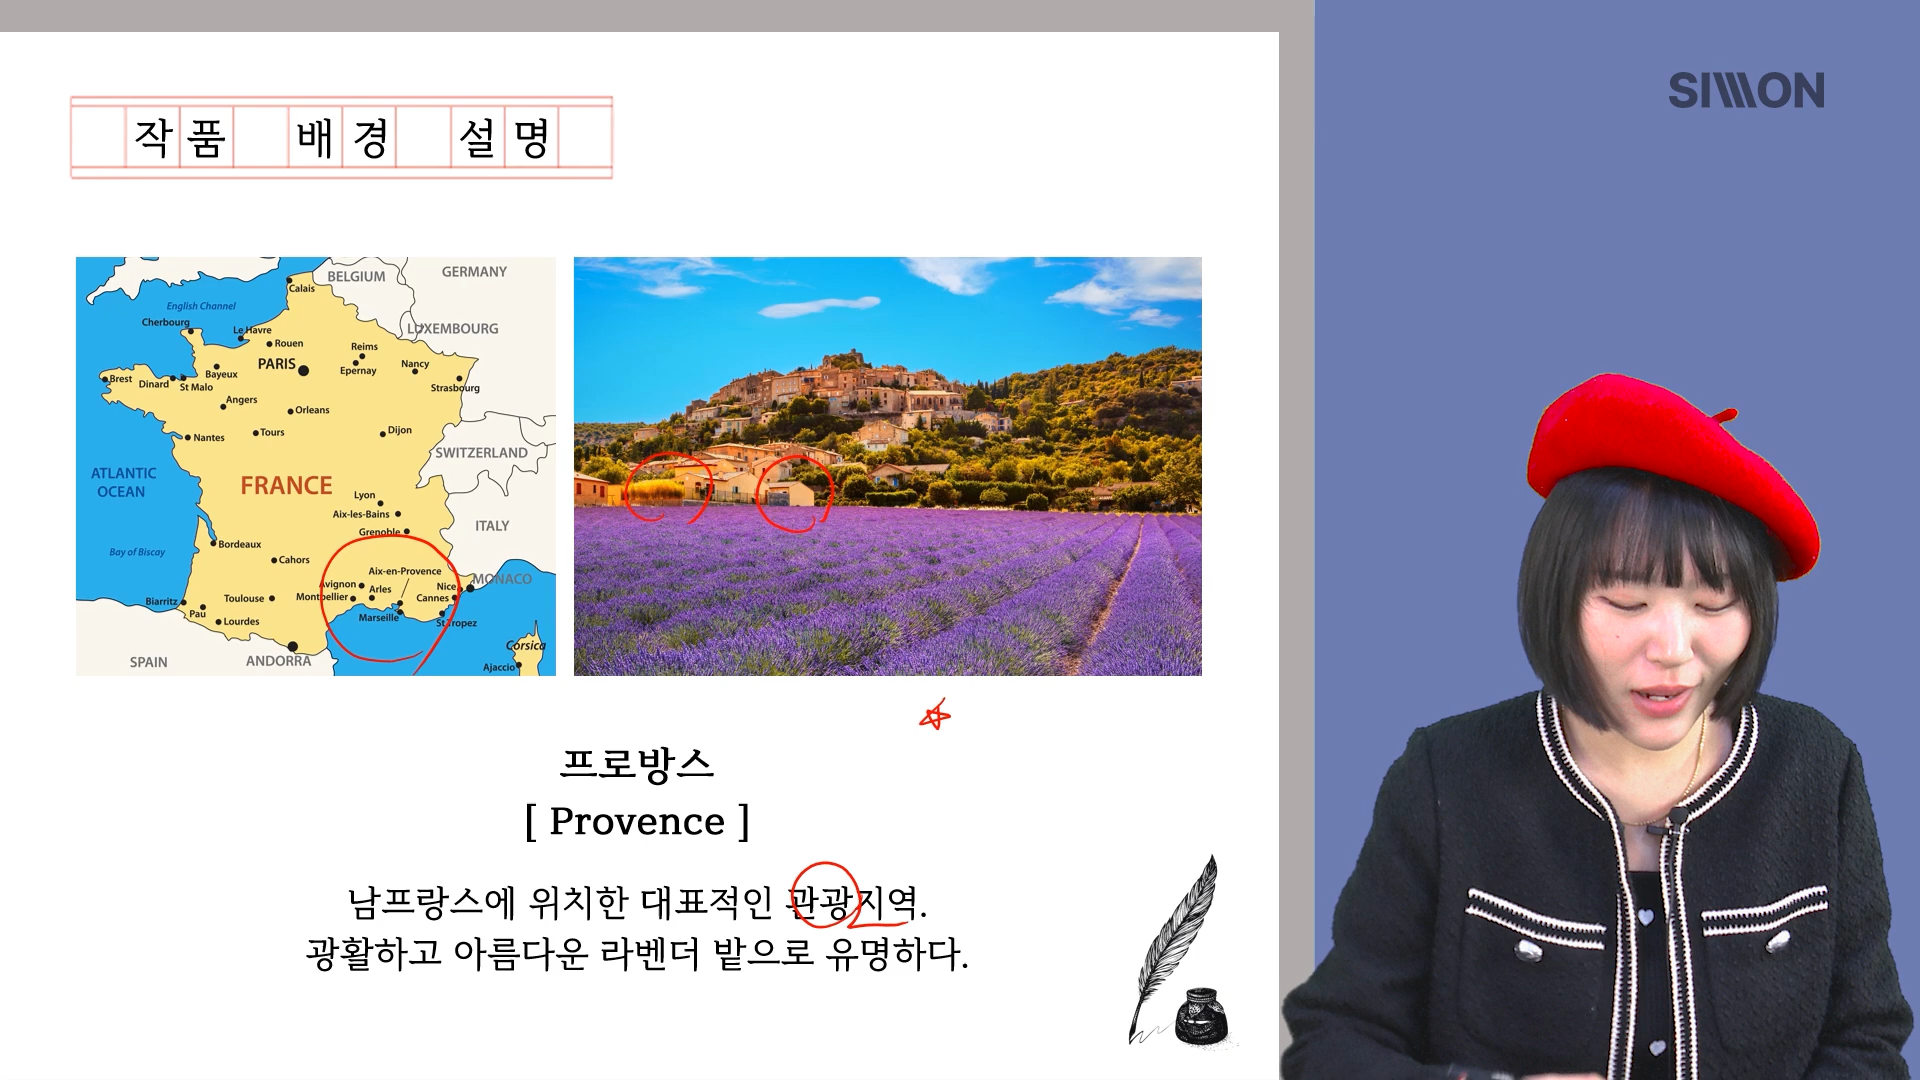 SIMON
작품 배경 설명
BELGIUM
GERMANY
Calais
English Channel
LUXEMBOURG
Cherbourg
Le Havre
Rouen
Reims
PARIS
Epernay
Nancy
Bayeux
Brest
Dinard
St Malo
Strasbourg
Angers
Orleans
Tours
Dijon
Nantes
SWITZERLAND
ATLANTIC
OCEAN
FRANCE
Lyon
Aix-les-Bains
ITALY
Grenoble
Bordeaux
Bay of Biscay
Cahors
Aix-en-Provence
MONACO
Avignon
Arles
Nice
Biarritz
Toulouse
Montpellier
Cannes
Pau
Lourdes
Marseille
St Tropez
Corsica
SPAIN
ANDORRA
Ajaccio
프로방스
[ Provence ]
남프랑스에 위치한 대표적인 관광지역.
광활하고 아름다운 라벤더 밭으로 유명하다.